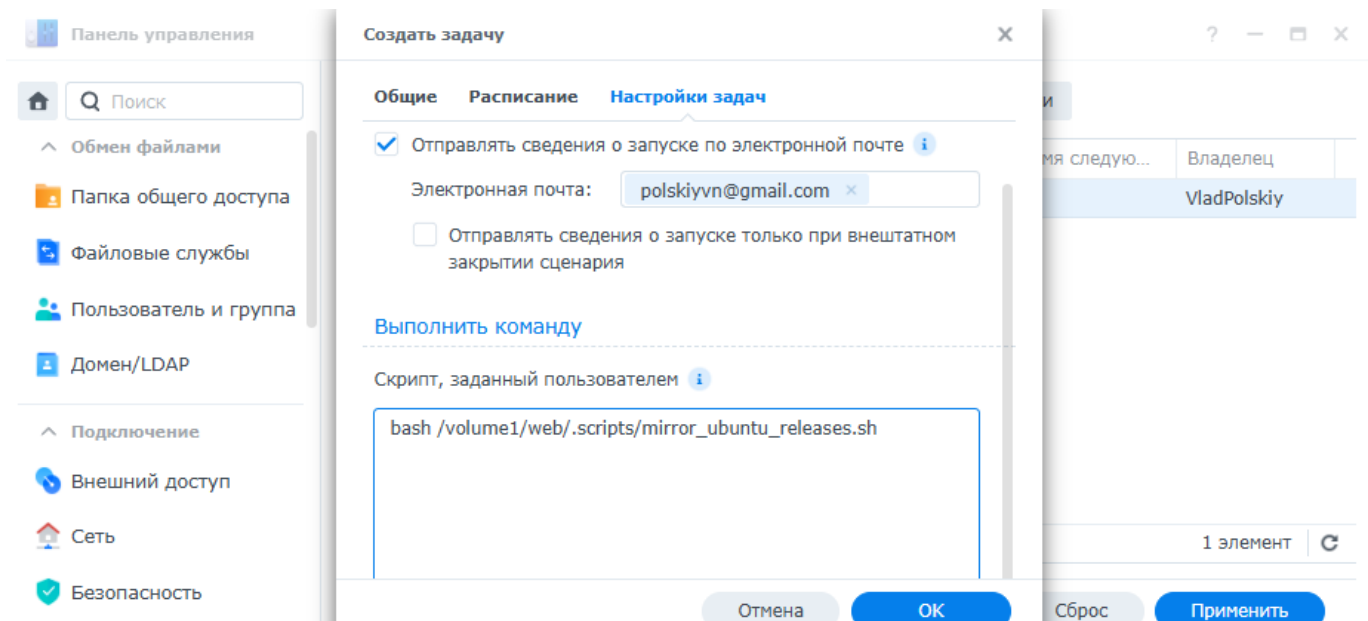 Панель управления
Поиск
Обмен файлами
Папка общего доступа
Файловые службы
Пользователь и группа
Домен/LDAP
Подключение
Внешний доступ
Сеть
Безопасность
Создать задачу
Общие Расписание Настройки задач
Отправлять сведения о запуске по электронной почте
Электронная почта: polskiyvn@gmail.com
Отправлять сведения о запуске только при внештатном
закрытии сценария
Выполнить команду
Скрипт, заданный пользователем
bash /volume1/web/.scripts/mirror_ubuntu_releases.sh
Отмена OK
следую... Владелец
VladPolskiy
1 элемент
Сброс Применить